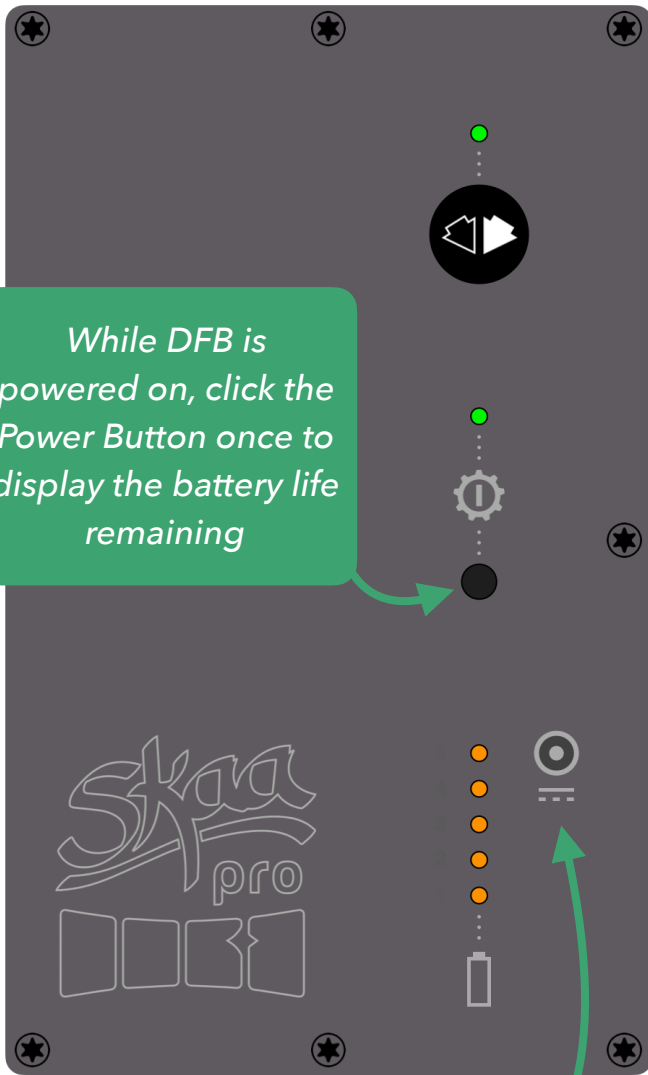 While DFB is
powered on, click the
Power Button once to
display the battery life
remaining
Skaa
pro